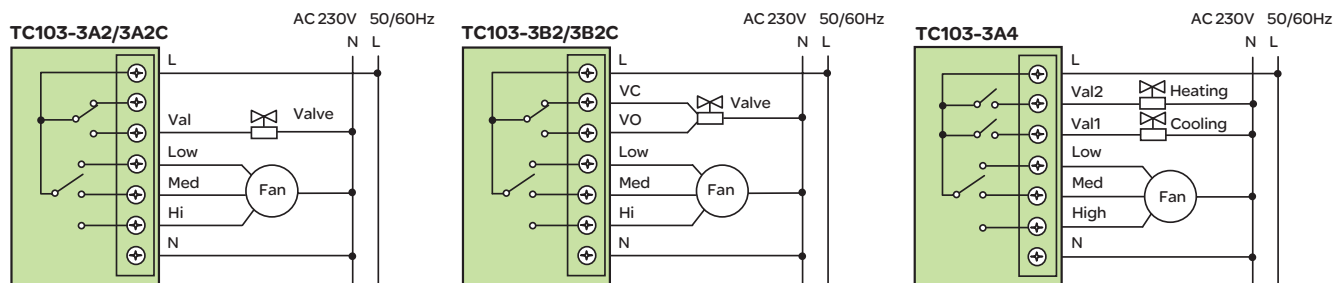 AC 230V 50/60Hz
TC103-3A2/3A2C
N L
L
Val
Valve
Low
Med
Fan
Hi
N
AC 230V 50/60Hz
TC103-3B2/3B2C
N L
L
VC
Valve
VO
Low
Med
Fan
Hi
N
AC 230V 50/60Hz
TC103-3A4
N L
L
Val2
Heating
Val1
Cooling
Low
Med
Fan
High
N